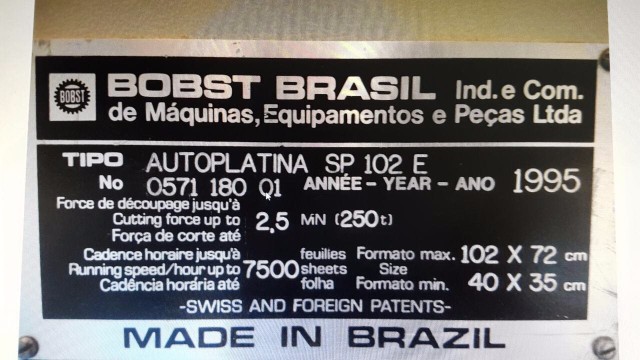 BOBST
BOBST BRASIL Ind. e Com.
de Máquinas, Equipamentos e Peças Ltda
TIPO AUTOPLATINA SP 102 E
No 0571 180 01 ANNÉE - YEAR - ANO 1995
Force de découpage jusqu'à
Cutting force up to 2,5 MN (250t)
Força de corte até
Cadence horaire jusqu'à feuilles Formato max. 102 X 72 cm
Running speed/hour up to 7500 sheets Size
Cadência horária até folha Formato min. 40 X 35 cm
-SWISS AND FOREIGN PATENTS-
MADE IN BRAZIL